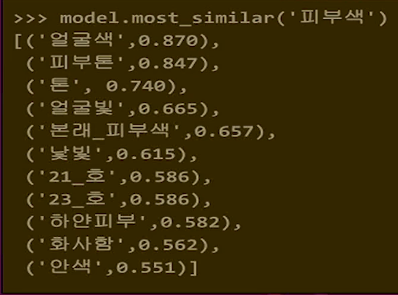 >>> model.most_similar('피부색')
[('얼굴색',0.870),
('피부톤',0.847),
('톤', 0.740),
('얼굴빛',0.665),
('본래_피부색',0.657),
('낯빛',0.615),
('21_호',0.586),
('23_호',0.586),
('하얀피부',0.582),
('화사함',0.562),
('안색',0.551)]